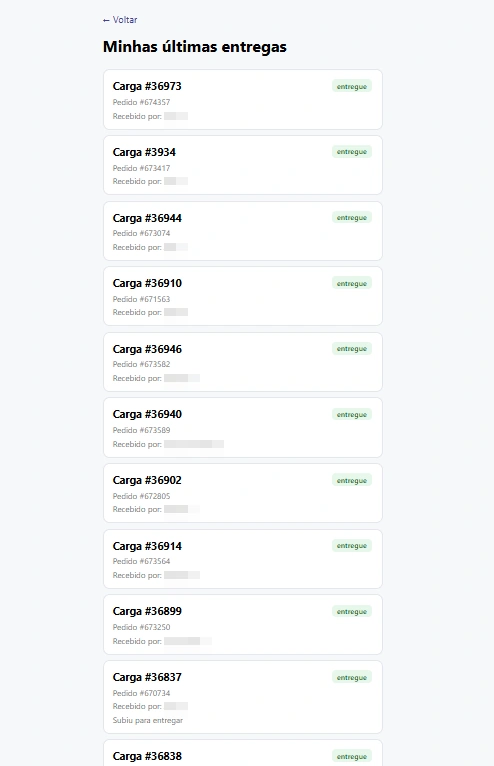 ← Voltar
Minhas últimas entregas
Carga #36973
entregue
Pedido #674357
Recebido por:
Carga #3934
entregue
Pedido #673417
Recebido por:
Carga #36944
entregue
Pedido #673074
Recebido por:
Carga #36910
entregue
Pedido #671563
Recebido por:
Carga #36946
entregue
Pedido #673582
Recebido por:
Carga #36940
entregue
Pedido #673589
Recebido por:
Carga #36902
entregue
Pedido #672805
Recebido por:
Carga #36914
entregue
Pedido #673564
Recebido por:
Carga #36899
entregue
Pedido #673250
Recebido por:
Carga #36837
entregue
Pedido #670734
Recebido por:
Subiu para entregar
Carga #36838
entregue